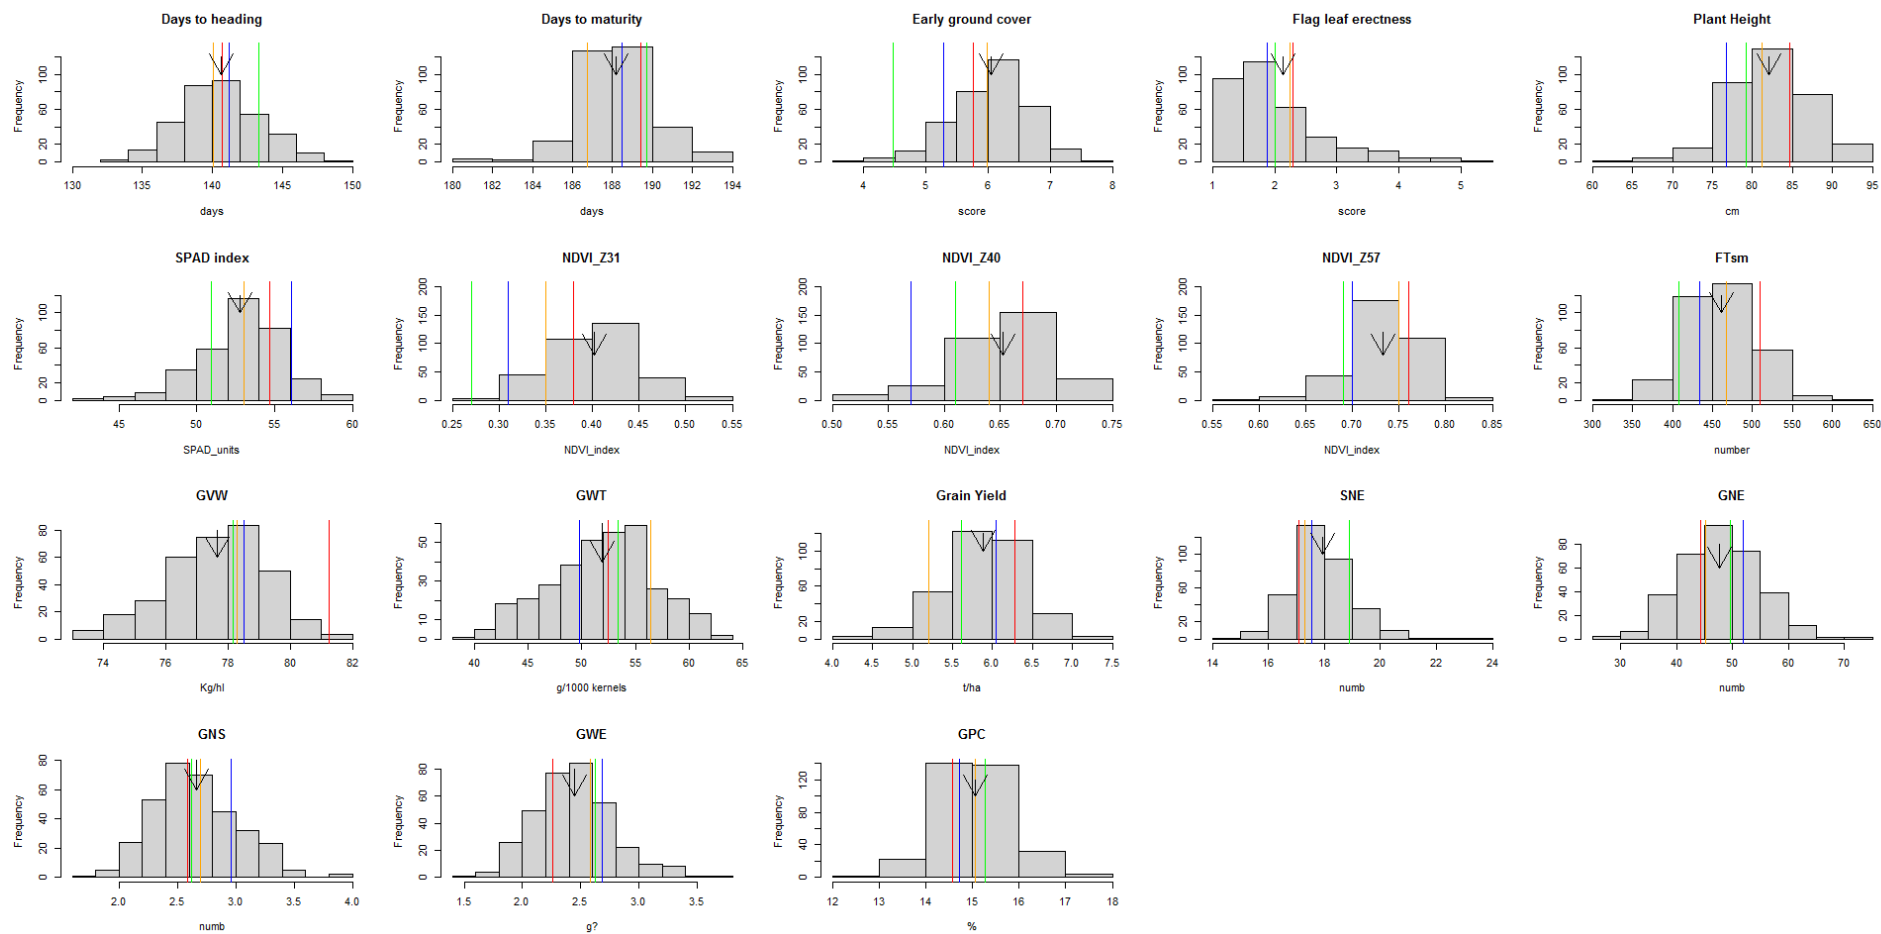 Days to heading
Days to maturity
Early ground cover
Flag leaf erectness
Plant Height
Frequency
20 60 100
130 135 140 145 150
days
Frequency
20 60 100
180 182 184 186 188 190 192 194
days
Frequency
20 60 100
4 5 6 7 8
score
Frequency
20 60 100
1 2 3 4 5
score
Frequency
20 60 100
60 65 70 75 80 85 90 95
cm
SPAD index
NDVI_Z31
NDVI_Z40
NDVI_Z57
FTsm
Frequency
0 20 60 100
45 50 55 60
SPAD_units
Frequency
0 50 100 150 200
0.25 0.30 0.35 0.40 0.45 0.50 0.55
NDVI_index
Frequency
0 50 100 150 200
0.50 0.55 0.60 0.65 0.70 0.75
NDVI_index
Frequency
0 50 100 150 200
0.55 0.60 0.65 0.70 0.75 0.80 0.85
NDVI_index
Frequency
0 20 60 100
300 350 400 450 500 550 600 650
number
GVW
GWT
Grain Yield
SNE
GNE
Frequency
0 20 40 60 80
74 76 78 80 82
Kg/hl
Frequency
0 10 30 50
40 45 50 55 60 65
g/1000 kernels
Frequency
0 20 60 100
4.0 4.5 5.0 5.5 6.0 6.5 7.0 7.5
t/ha
Frequency
0 20 60 100
14 16 18 20 22 24
numb
Frequency
0 20 40 60 80
30 40 50 60 70
numb
GNS
GWE
GPC
Frequency
0 20 40 60 80
2.0 2.5 3.0 3.5 4.0
numb
Frequency
0 20 40 60 80
1.5 2.0 2.5 3.0 3.5
g?
Frequency
0 40 80 120
12 13 14 15 16 17 18
%